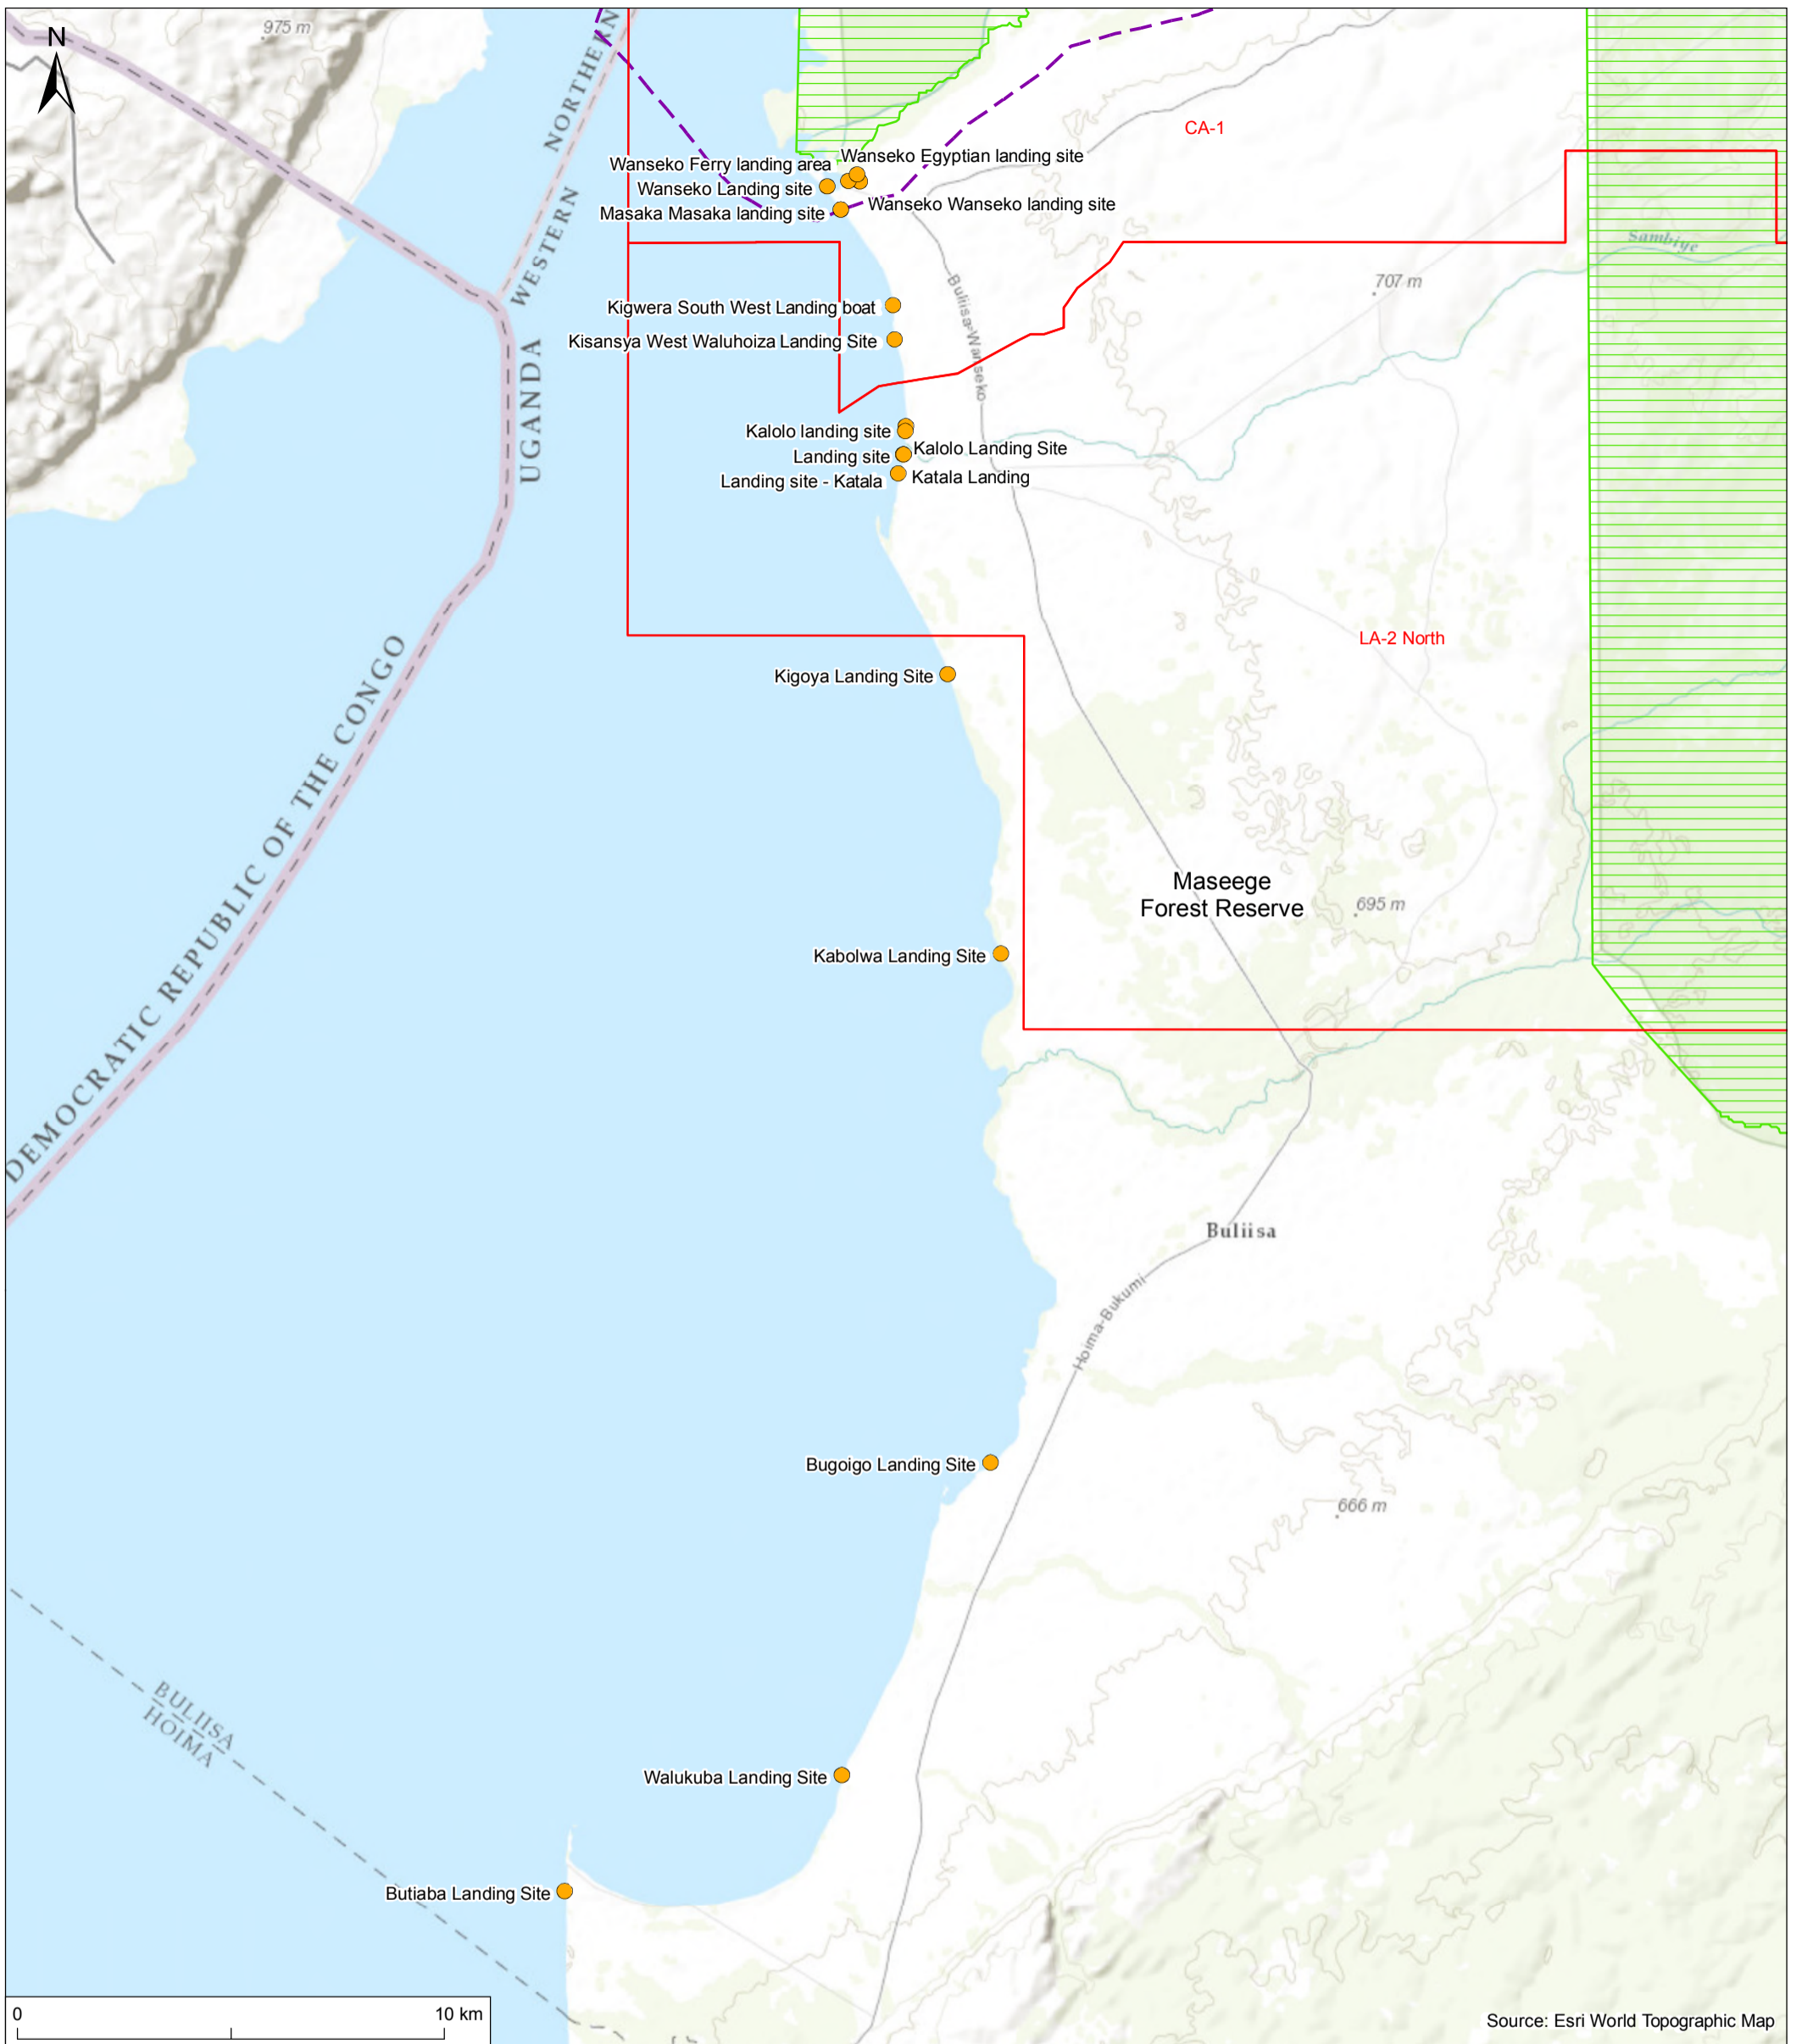 975 m
N
NORTHERN
WESTERN
CA-1
Wanseko Egyptian landing site
Wanseko Ferry landing area
Wanseko Landing site
Wanseko Wanseko landing site
Masaka Masaka landing site
Sambiye
707 m
Buliisa-Wanseko
Kigwera South West Landing boat
Kisansya West Waluhoiza Landing Site
UGANDA
Kalolo landing site
Kalolo Landing Site
Landing site
Landing site - Katala
Katala Landing
LA-2 North
Kigoya Landing Site
DEMOCRATIC REPUBLIC OF THE CONGO
Maseege
Forest Reserve
695 m
Kabolwa Landing Site
Buliisa
Hoima-Bukumi
Bugoigo Landing Site
666 m
BULIISA
HOIMA
Walukuba Landing Site
Butiaba Landing Site
0 10 km
Source: Esri World Topographic Map